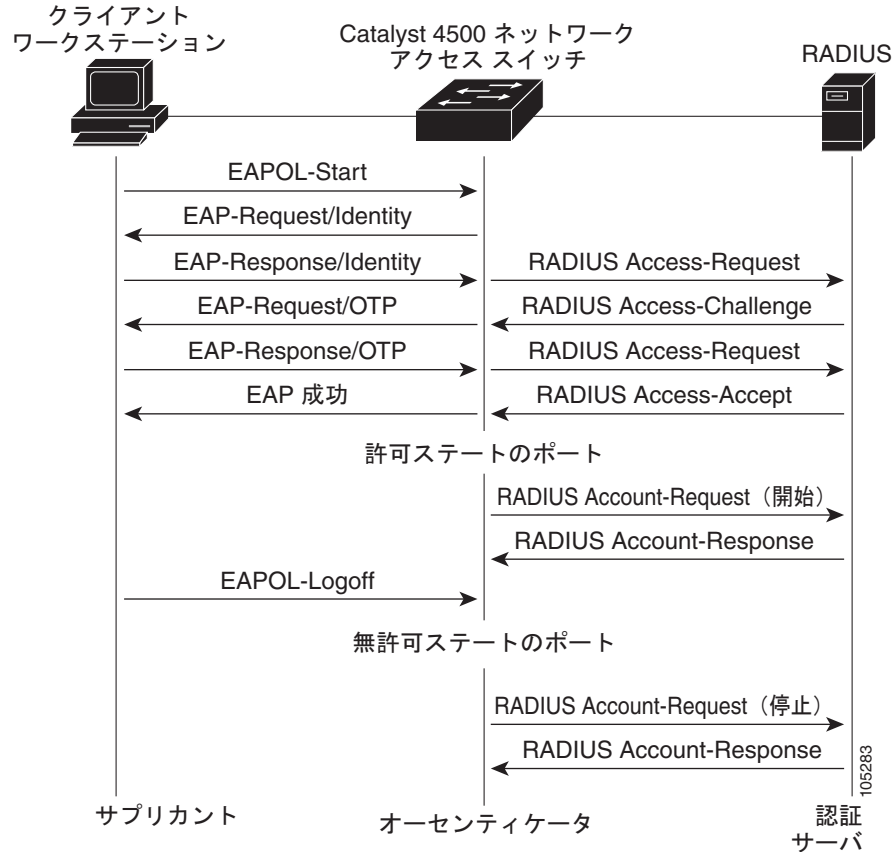 クライアント
ワークステーション
Catalyst 4500 ネットワーク
アクセス スイッチ
RADIUS
EAPOL-Start
EAP-Request/Identity
EAP-Response/Identity
RADIUS Access-Request
EAP-Request/OTP
RADIUS Access-Challenge
EAP-Response/OTP
RADIUS Access-Request
EAP 成功
RADIUS Access-Accept
許可ステートのポート
RADIUS Account-Request（開始）
RADIUS Account-Response
EAPOL-Logoff
無許可ステートのポート
RADIUS Account-Request（停止）
RADIUS Account-Response
105283
サプリカント
オーセンティケータ
認証
サーバ